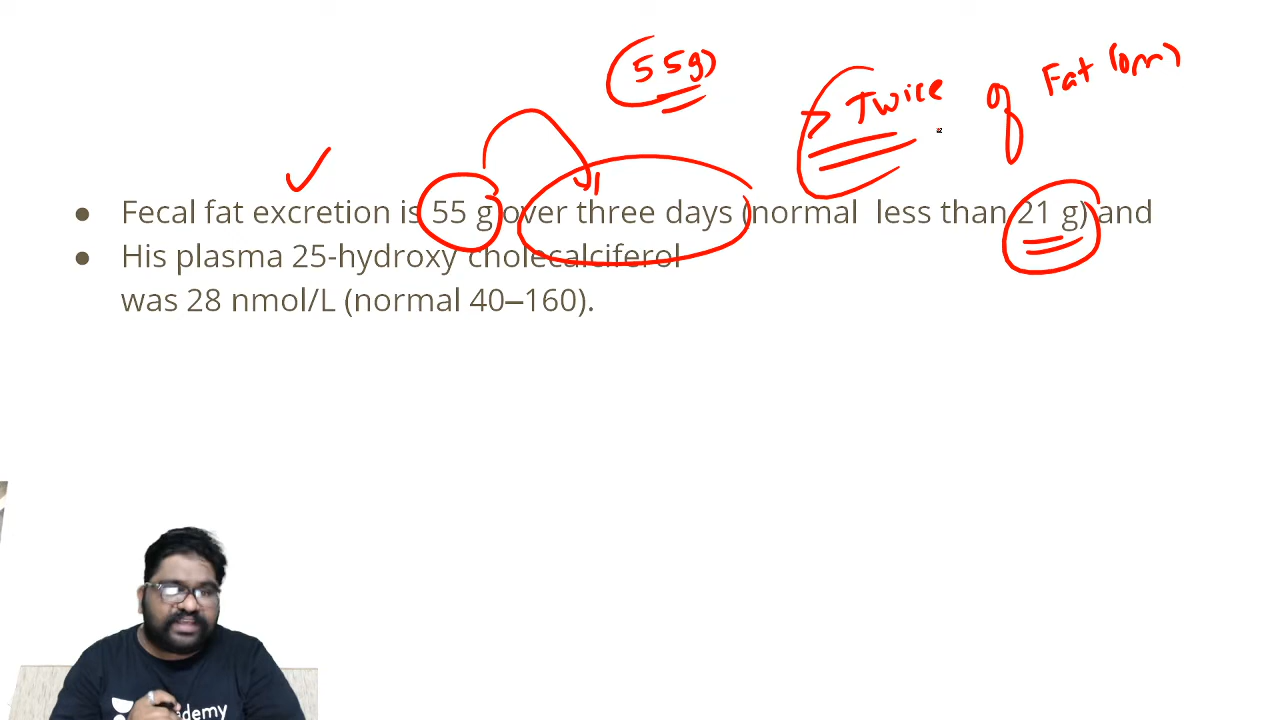 55g)
> Twice of Fat
● Fecal fat excretion is 55 g over three days (normal less than 21 g) and
● His plasma 25-hydroxy cholecalciferol
was 28 nmol/L (normal 40–160).
ademy